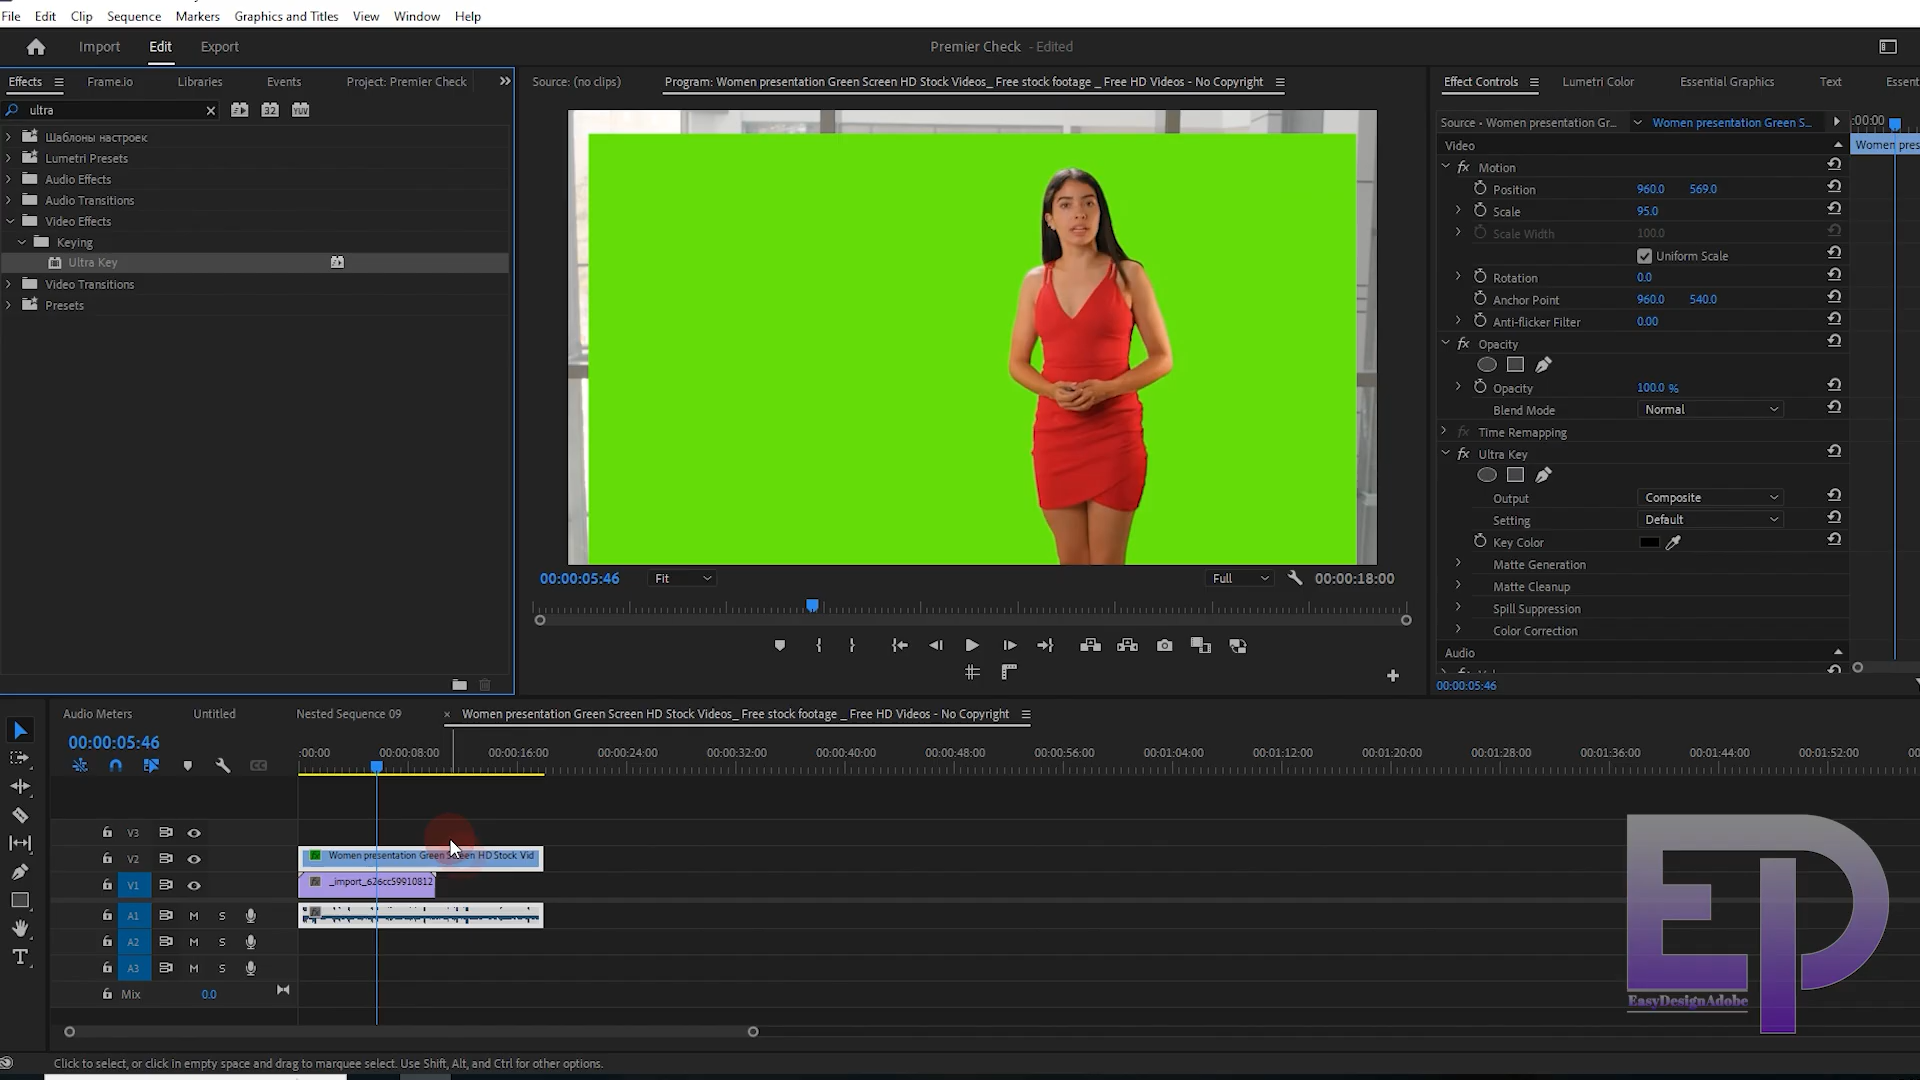 File Edit Clip Sequence Markers Graphics and Titles View Window Help
Import Edit Export Premier Check - Edited
Effects Frame.io Libraries Events Project: Premier Check
ultra
Шаблоны настроек
Lumetri Presets
Audio Effects
Audio Transitions
Video Effects
Keying
Ultra Key
Video Transitions
Presets
Source: (no clips) Program: Women presentation Green Screen HD Stock Videos_ Free stock footage _ Free HD Videos - No Copyright
00:00:05:46 Fit Full 00:00:18:00
Effect Controls Lumetri Color Essential Graphics Text Essent
Source - Women presentation Gr... Women presentation Green S... :00:00
Video Women pres
Motion
Position 960.0 569.0
Scale 95.0
Scale Width 100.0
Uniform Scale
Rotation 0.0
Anchor Point 960.0 540.0
Anti-flicker Filter 0.00
Opacity
Opacity 100.0 %
Blend Mode Normal
Time Remapping
Ultra Key
Output Composite
Setting Default
Key Color
Matte Generation
Matte Cleanup
Spill Suppression
Color Correction
Audio
00:00:05:46
Audio Meters Untitled Nested Sequence 09 × Women presentation Green Screen HD Stock Videos_ Free stock footage _ Free HD Videos - No Copyright
00:00:05:46 :00:00 00:00:08:00 00:00:16:00 00:00:24:00 00:00:32:00 00:00:40:00 00:00:48:00 00:00:56:00 00:01:04:00 00:01:12:00 00:01:20:00 00:01:28:00 00:01:36:00 00:01:44:00 00:01:52:00
V3
V2 Women presentation Green Screen HD Stock Vid
V1 _import_626cc59910812
A1 M S
A2 M S
A3 M S
Mix 0.0
EP
EasyDesignAdobe
Click to select, or click in empty space and drag to marquee select. Use Shift, Alt, and Ctrl for other options.